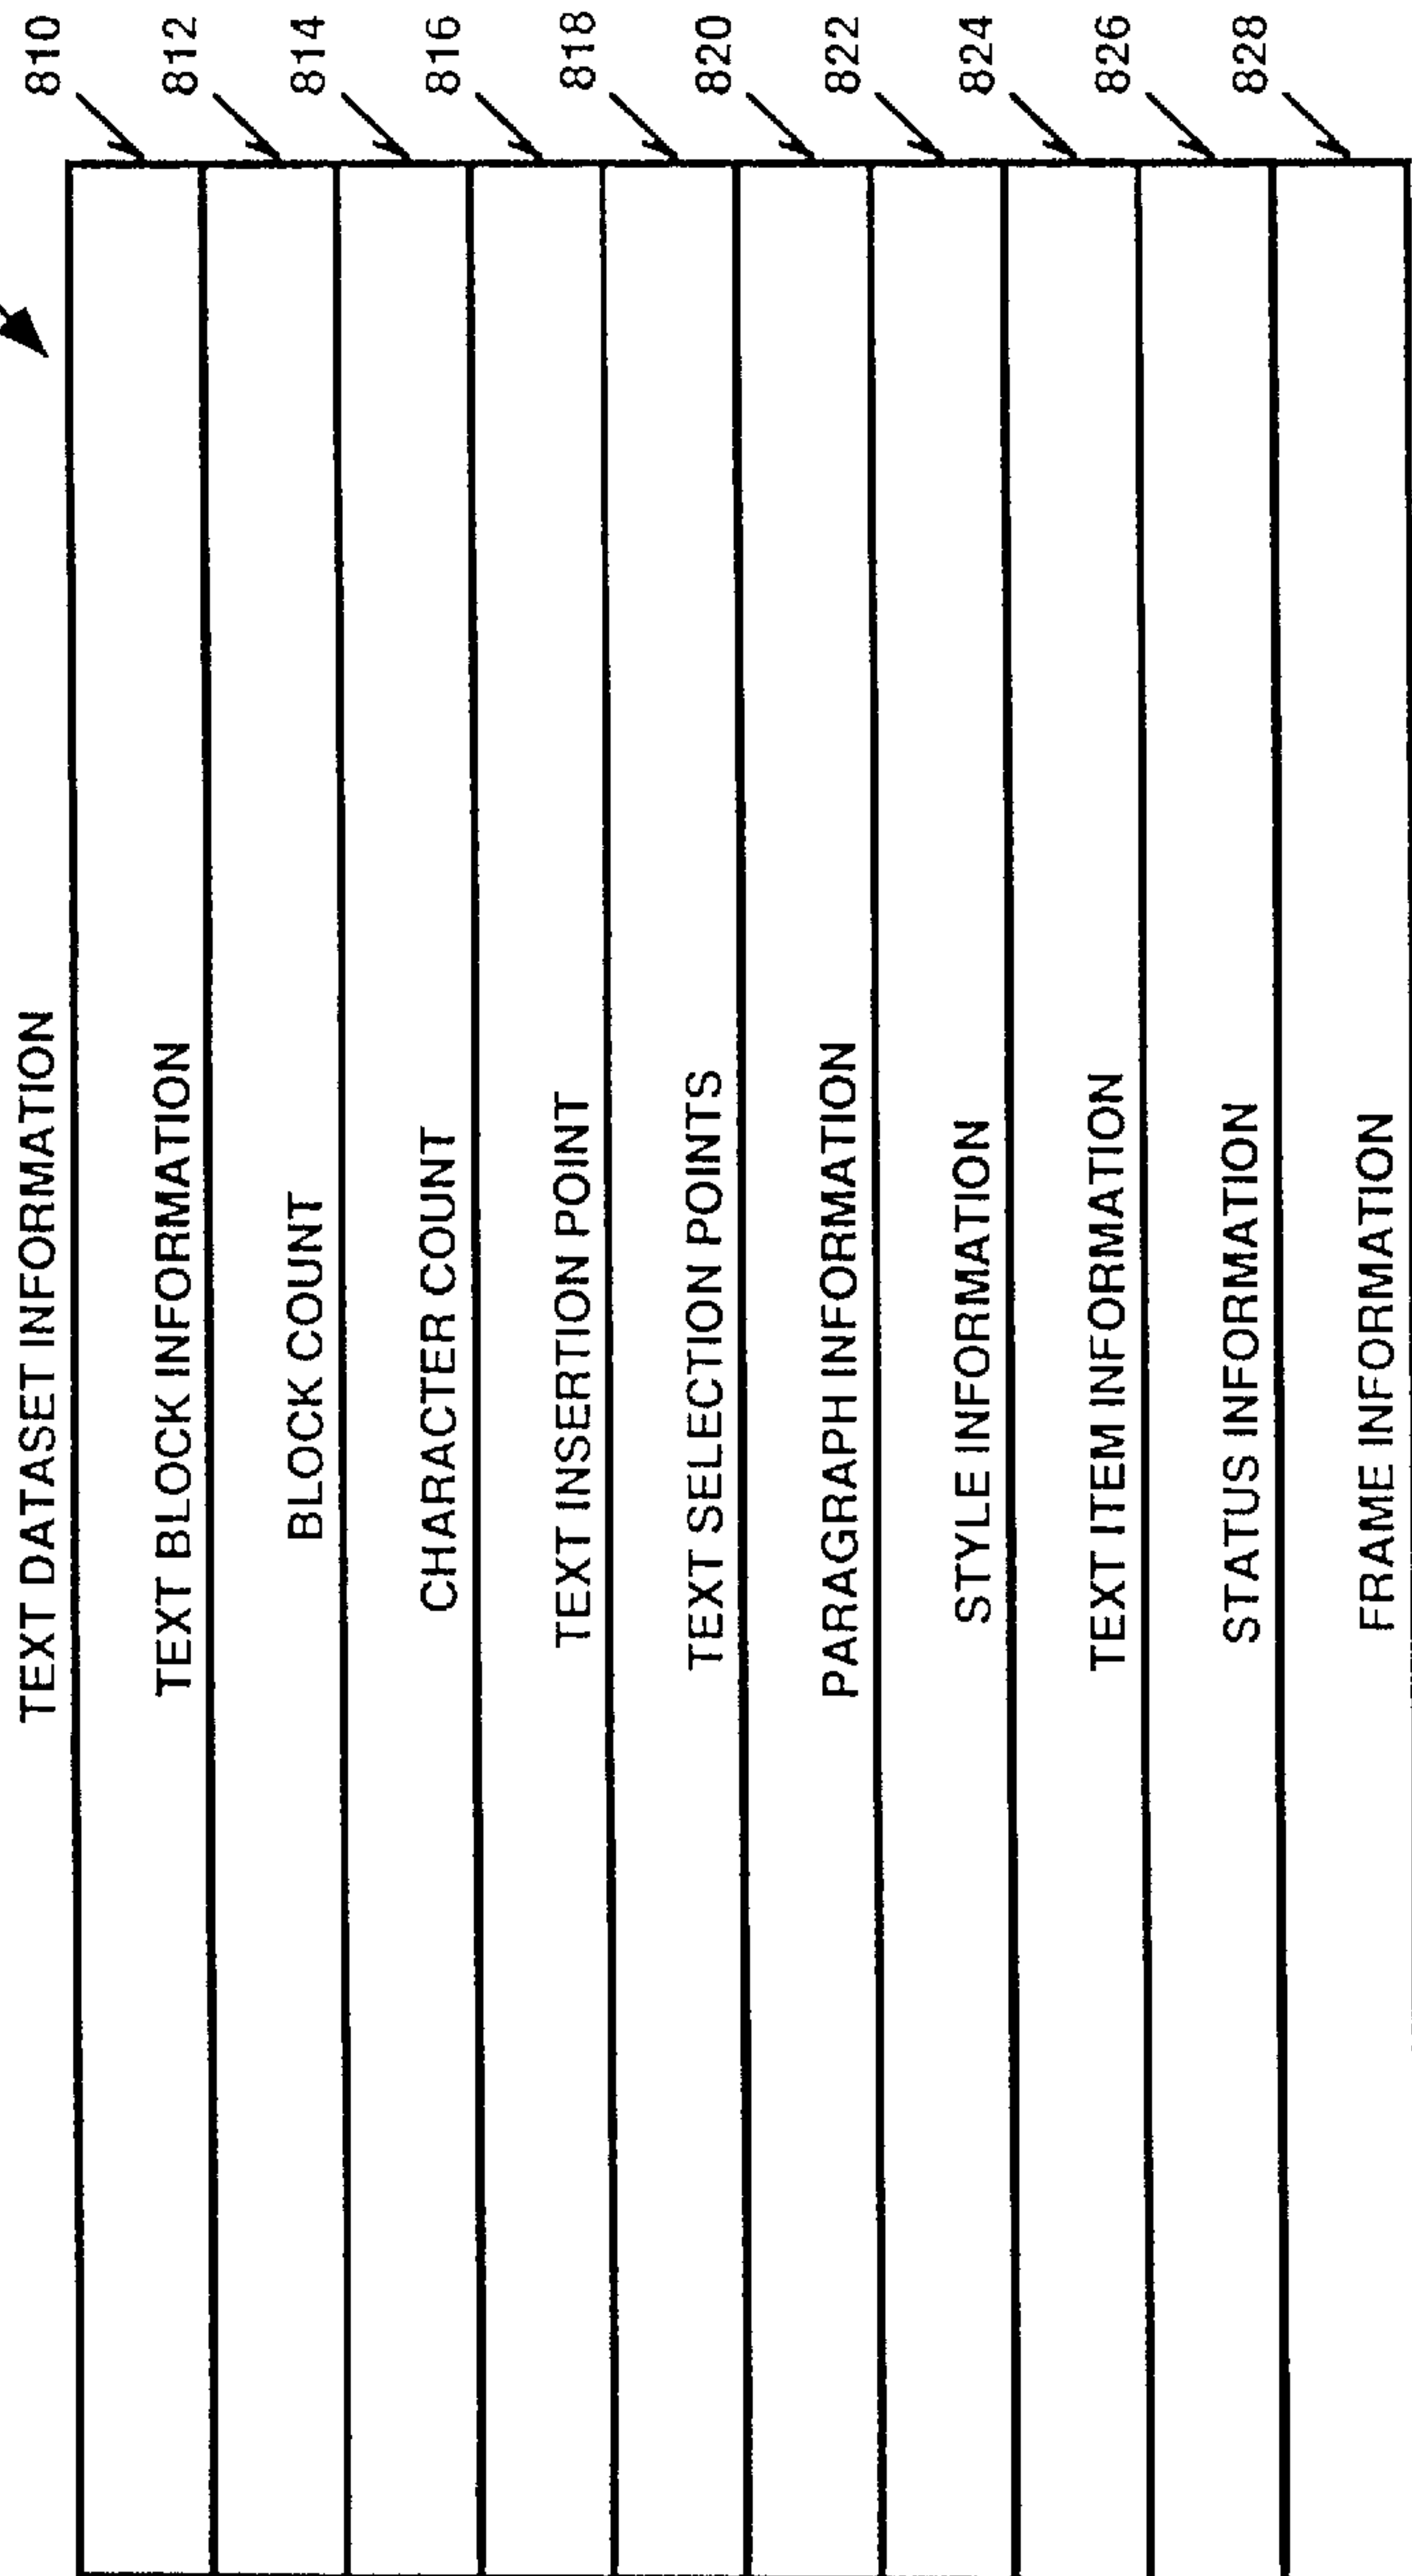 TEXT DATASET INFORMATION
810
TEXT BLOCK INFORMATION
812
BLOCK COUNT
814
CHARACTER COUNT
816
TEXT INSERTION POINT
818
TEXT SELECTION POINTS
820
PARAGRAPH INFORMATION
822
STYLE INFORMATION
824
TEXT ITEM INFORMATION
826
STATUS INFORMATION
828
FRAME INFORMATION